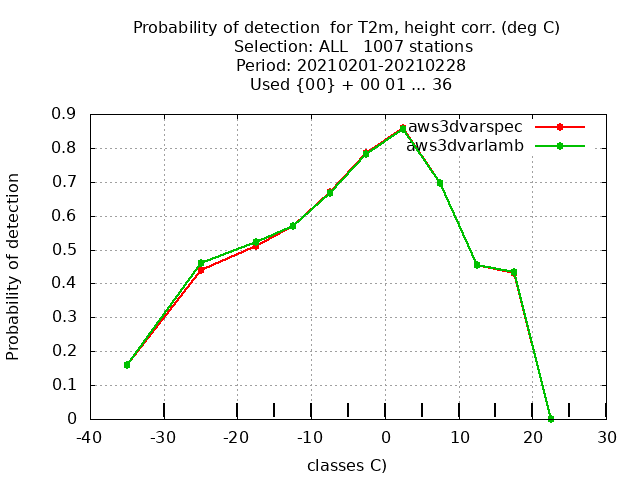 Probability of detection  for T2m, height corr. (deg C)
Selection: ALL   1007 stations
Period: 20210201-20210228
Used {00} + 00 01 ... 36
aws3dvarspec
aws3dvarlamb
Probability of detection
0.9
0.8
0.7
0.6
0.5
0.4
0.3
0.2
0.1
0
-40 -30 -20 -10 0 10 20 30
classes C)